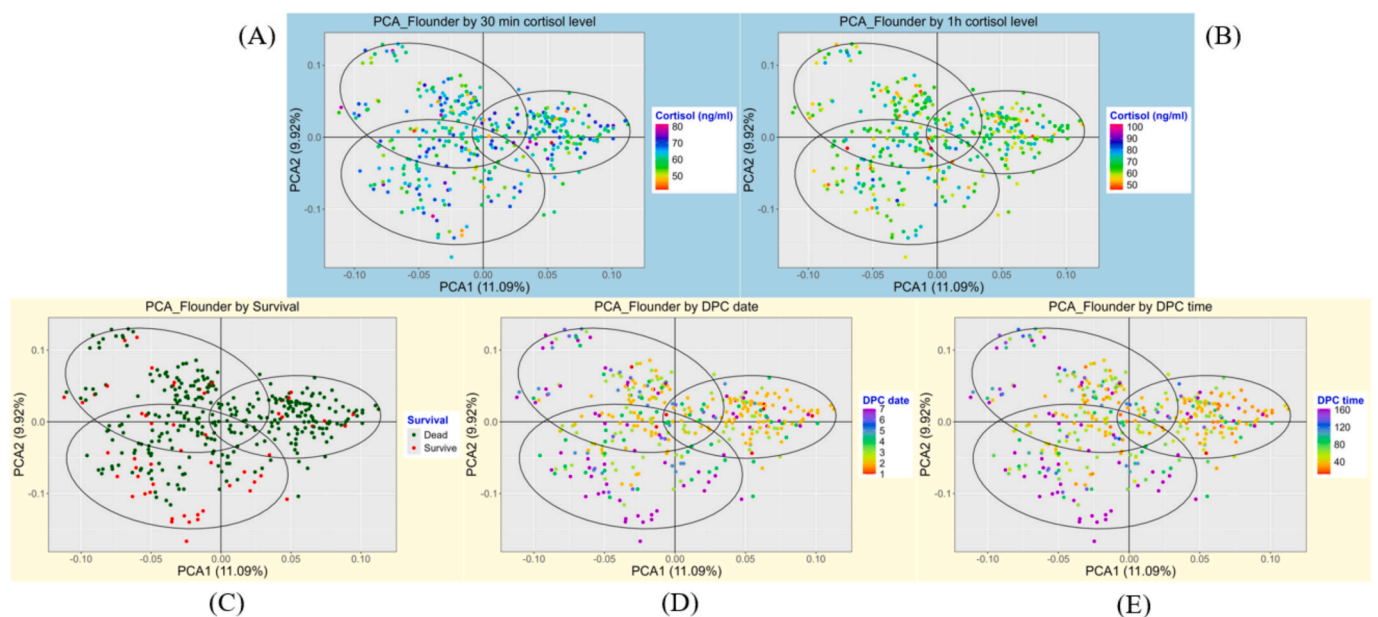 (A)
PCA_Flounder by 30 min cortisol level
0.1
0.0
-0.1
PCA2 (9.92%)
-0.10
-0.05
0.00
0.05
0.10
PCA1 (11.09%)
Cortisol (ng/ml)
80
70
60
50
PCA_Flounder by 1h cortisol level
(B)
0.1
0.0
-0.1
PCA2 (9.92%)
-0.10
-0.05
0.00
0.05
0.10
PCA1 (11.09%)
Cortisol (ng/ml)
100
90
80
70
60
50
PCA_Flounder by Survival
0.1
0.0
-0.1
PCA2 (9.92%)
-0.10
-0.05
0.00
0.05
0.10
PCA1 (11.09%)
Survival
Dead
Survive
(C)
PCA_Flounder by DPC date
0.1
0.0
-0.1
PCA2 (9.92%)
-0.10
-0.05
0.00
0.05
0.10
PCA1 (11.09%)
DPC date
7
6
5
4
3
2
1
(D)
PCA_Flounder by DPC time
0.1
0.0
-0.1
PCA2 (9.92%)
-0.10
-0.05
0.00
0.05
0.10
PCA1 (11.09%)
DPC time
160
120
80
40
(E)